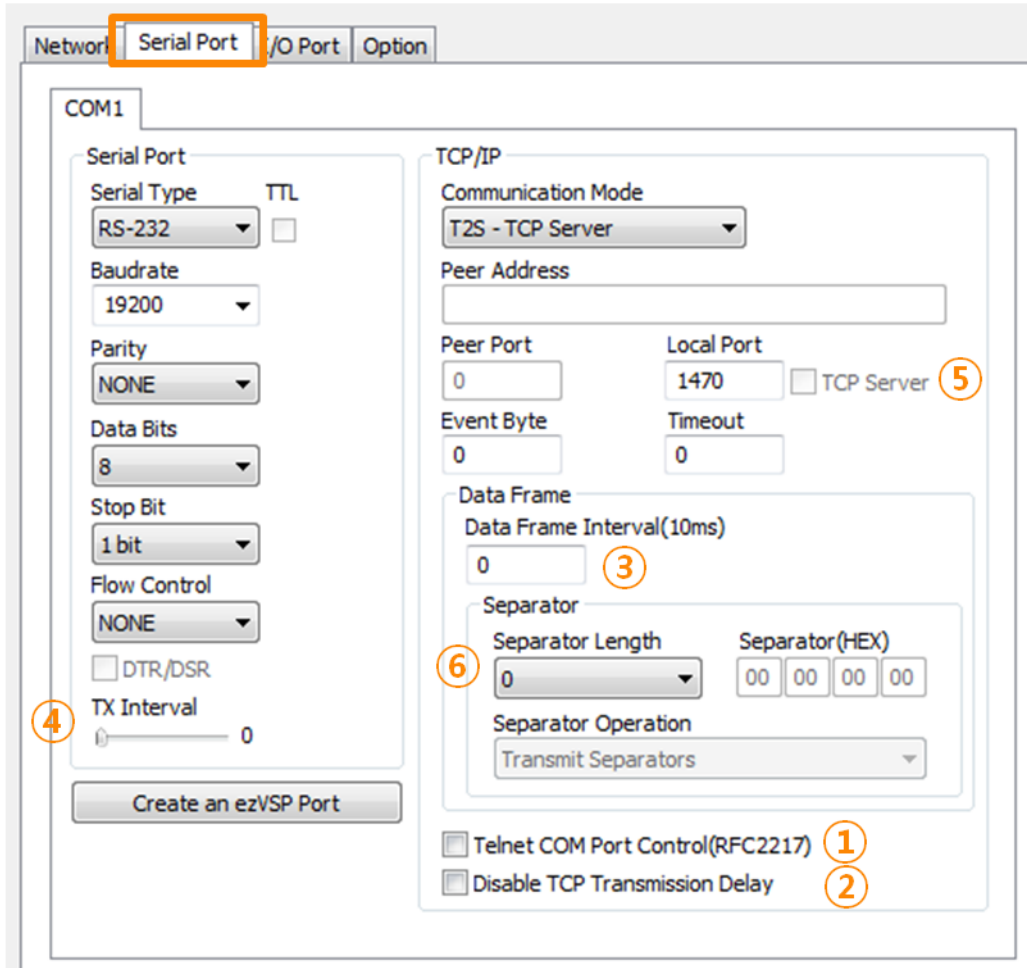 Network Serial Port I/O Port Option
COM1
Serial Port
Serial Type TTL
RS-232
Baudrate
19200
Parity
NONE
Data Bits
8
Stop Bit
1 bit
Flow Control
NONE
DTR/DSR
④ TX Interval
0
Create an ezVSP Port
TCP/IP
Communication Mode
T2S - TCP Server
Peer Address
Peer Port Local Port
0 1470 TCP Server ⑤
Event Byte Timeout
0 0
Data Frame
Data Frame Interval(10ms)
0 ③
Separator
Separator Length Separator(HEX)
⑥ 0 00 00 00 00
Separator Operation
Transmit Separators
Telnet COM Port Control(RFC2217) ①
Disable TCP Transmission Delay ②